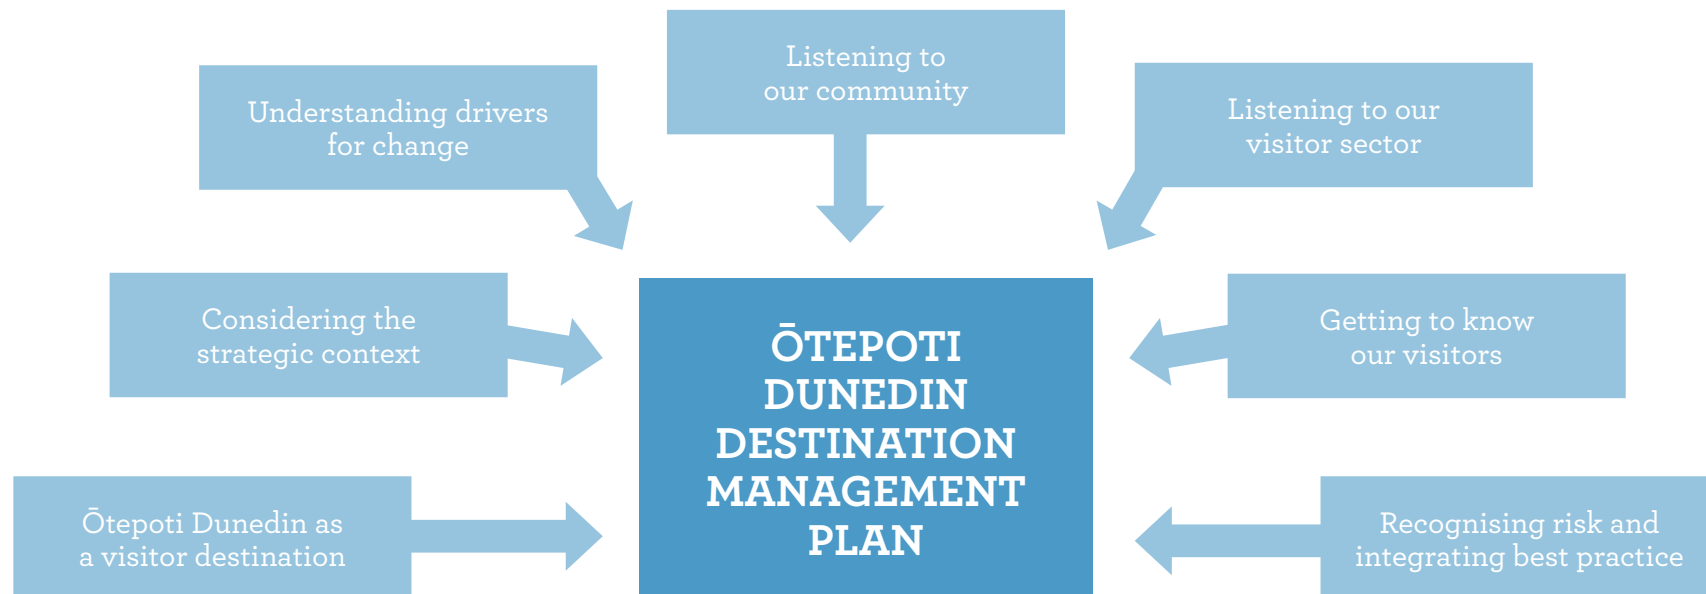 Listening to
our community
Understanding drivers
for change
Listening to our
visitor sector
Considering the
strategic context
Getting to know
our visitors
Ōtepoti Dunedin as
a visitor destination
Recognising risk and
integrating best practice
ŌTEPOTI
DUNEDIN
DESTINATION
MANAGEMENT
PLAN